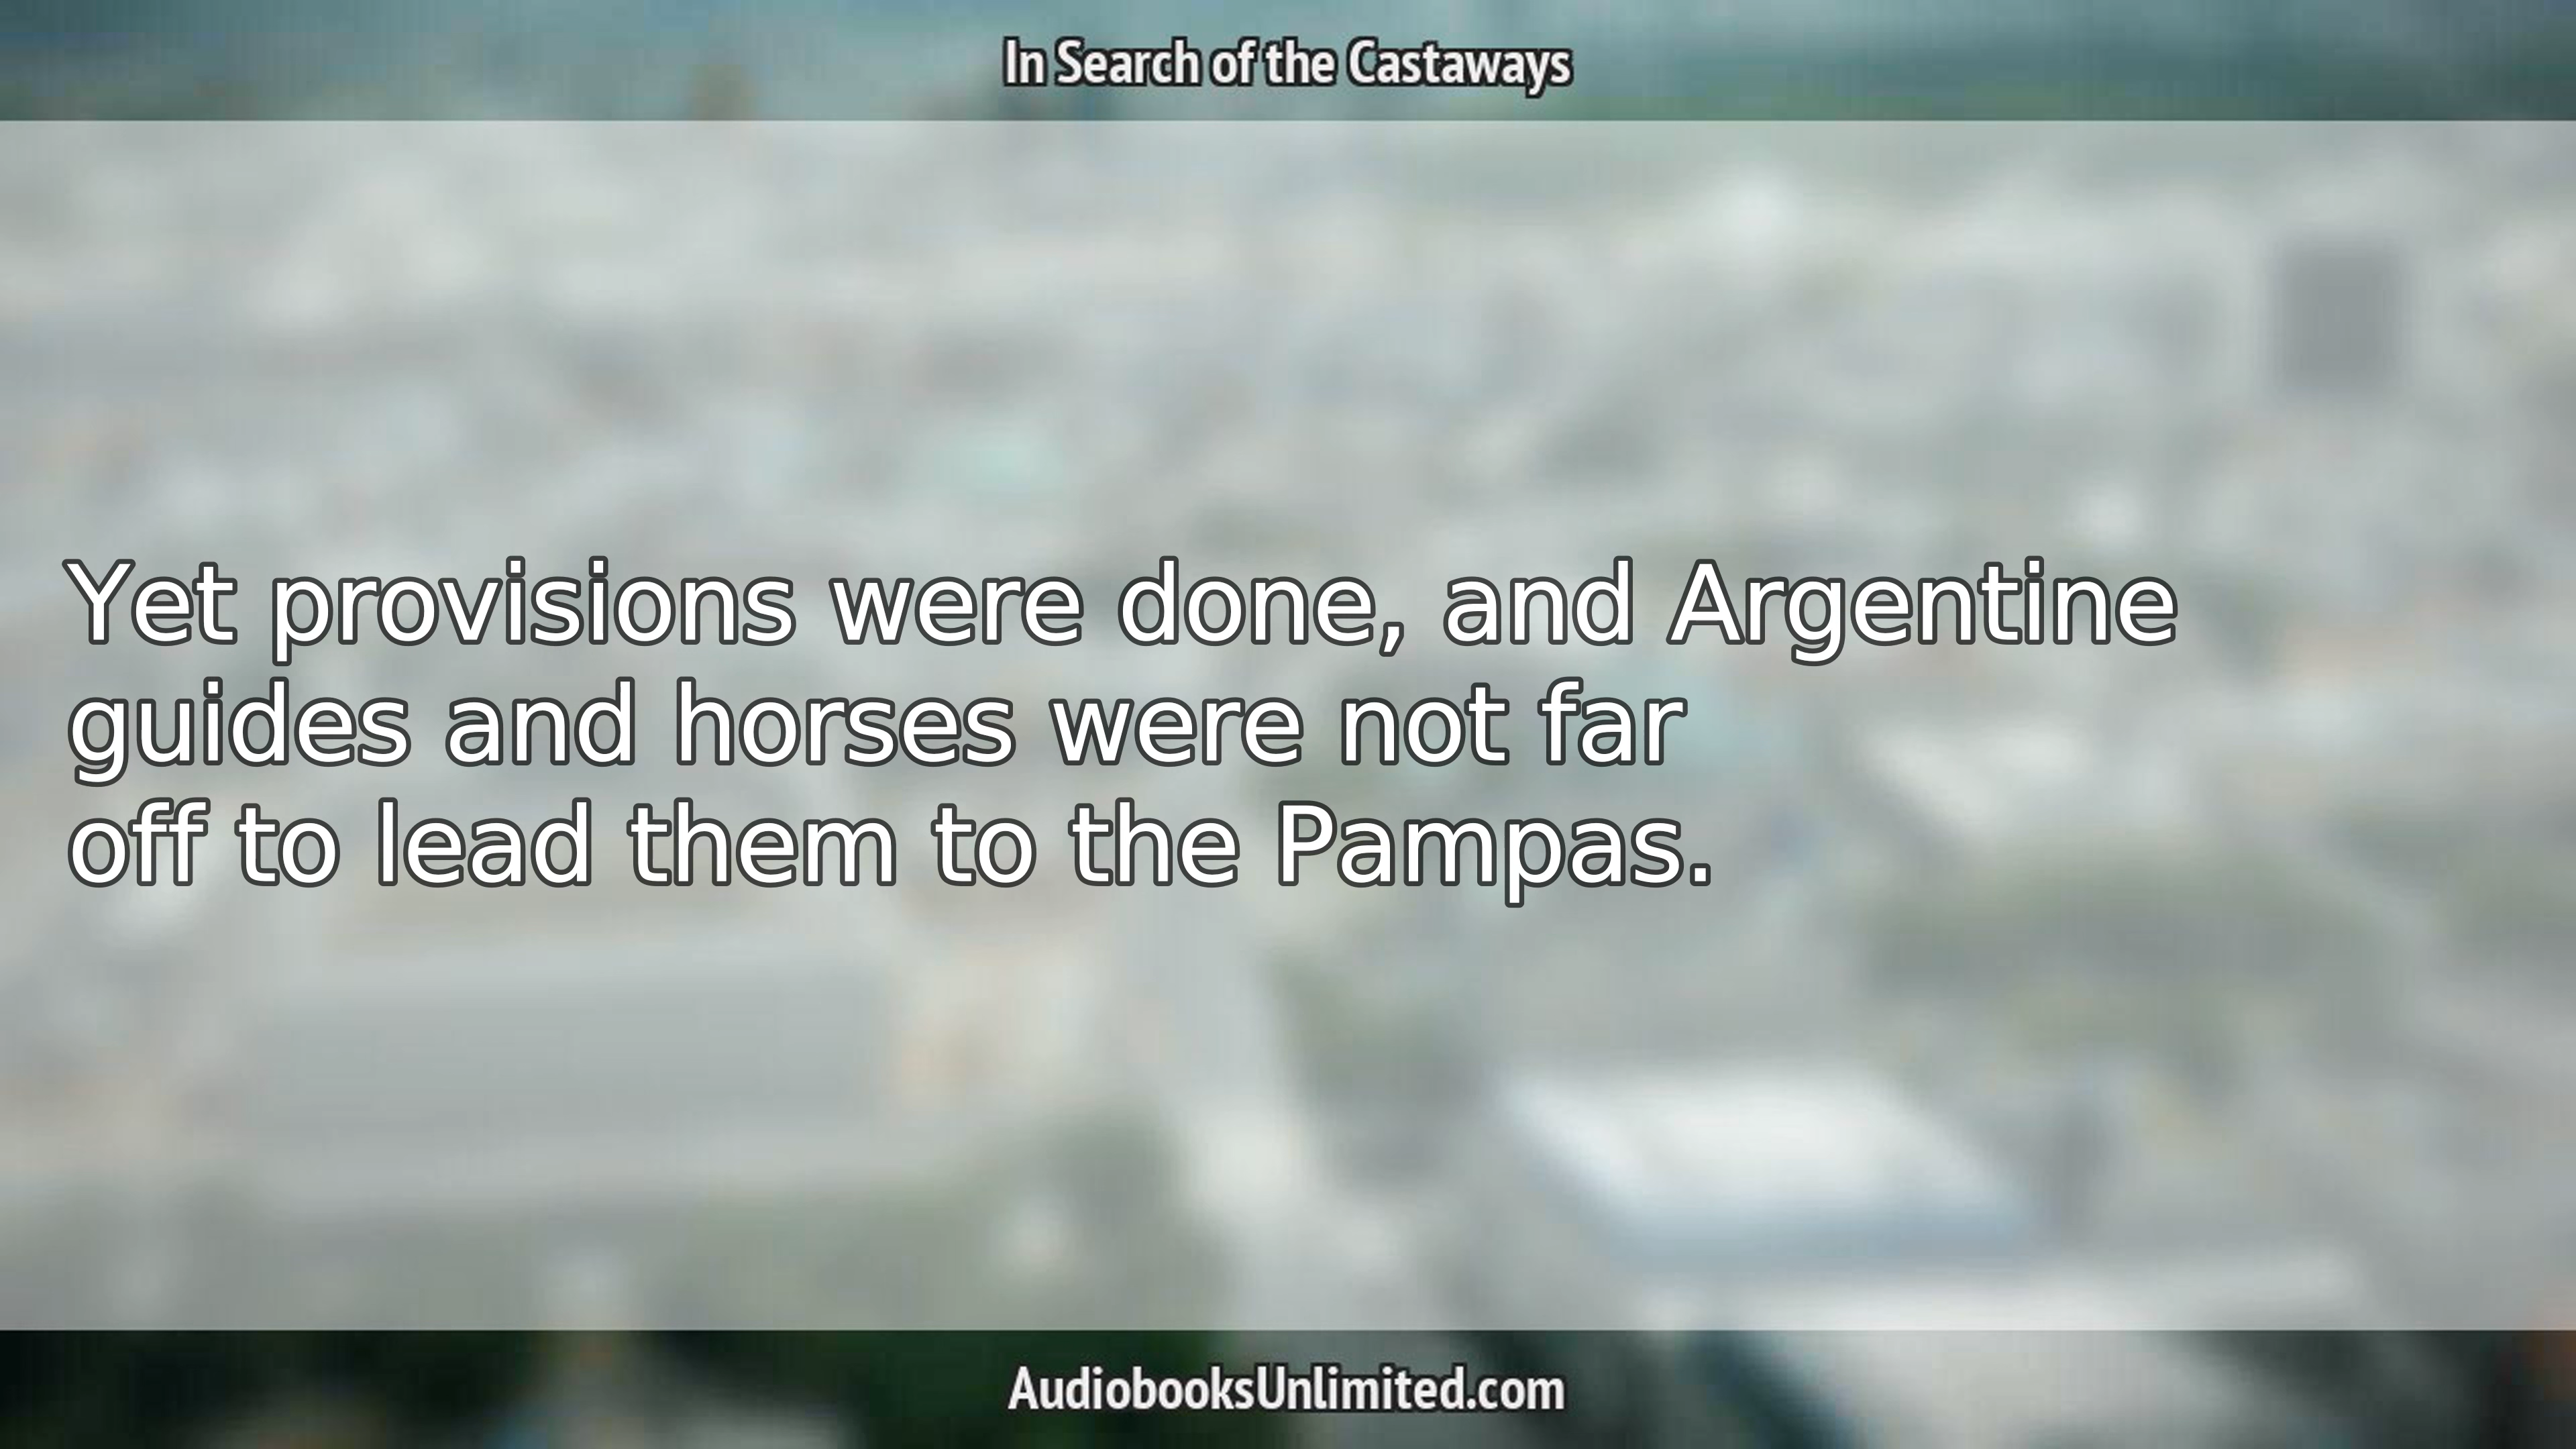 In Search of the Castaways
Yet provisions were done, and Argentine
guides and horses were not far
off to lead them to the Pampas.
AudiobooksUnlimited.com